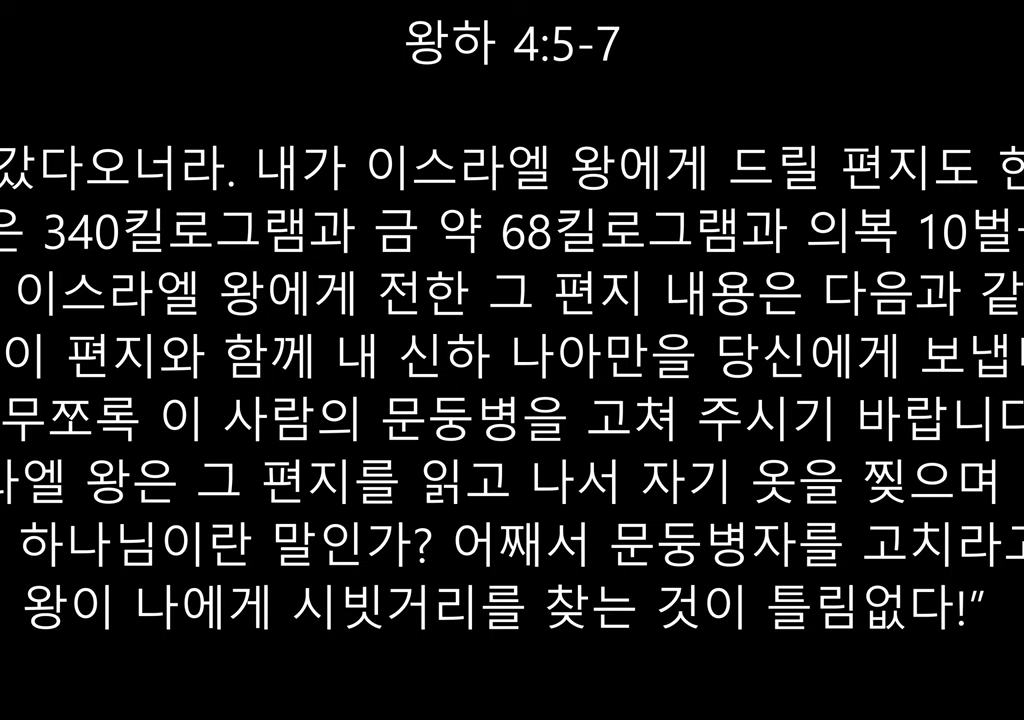 왕하 4:5-7
갔다오너라. 내가 이스라엘 왕에게 드릴 편지도
340킬로그램과 금 약 68킬로그램과 의복 10벌
이스라엘 왕에게 전한 그 편지 내용은 다음과 같
이 편지와 함께 내 신하 나아만을 당신에게 보냅
무쪼록 이 사람의 문둥병을 고쳐 주시기 바랍니다
라엘 왕은 그 편지를 읽고 나서 자기 옷을 찢으며
하나님이란 말인가? 어째서 문둥병자를 고치라고
왕이 나에게 시빗거리를 찾는 것이 틀림없다!”